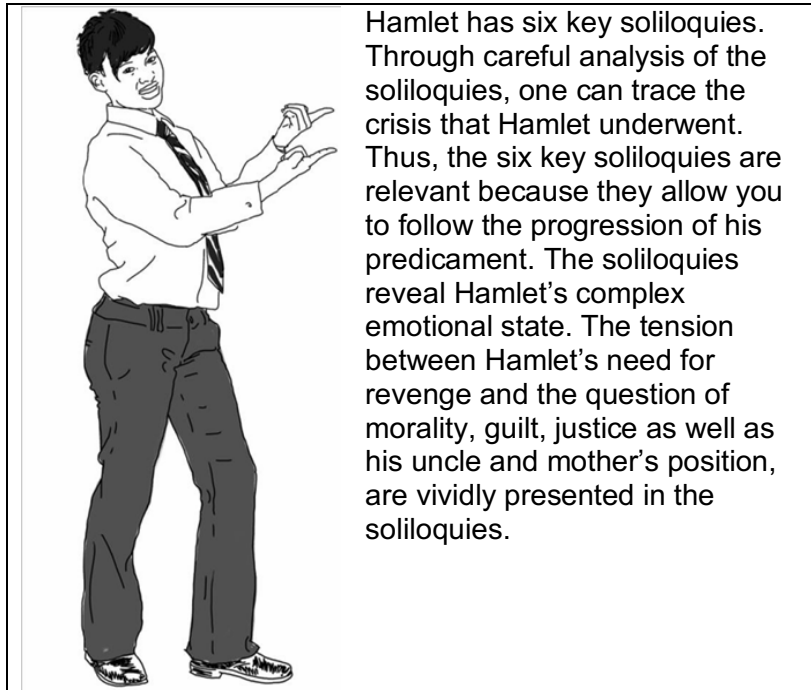 Hamlet has six key soliloquies.
Through careful analysis of the
soliloquies, one can trace the
crisis that Hamlet underwent.
Thus, the six key soliloquies are
relevant because they allow you
to follow the progression of his
predicament. The soliloquies
reveal Hamlet’s complex
emotional state. The tension
between Hamlet’s need for
revenge and the question of
morality, guilt, justice as well as
his uncle and mother’s position,
are vividly presented in the
soliloquies.